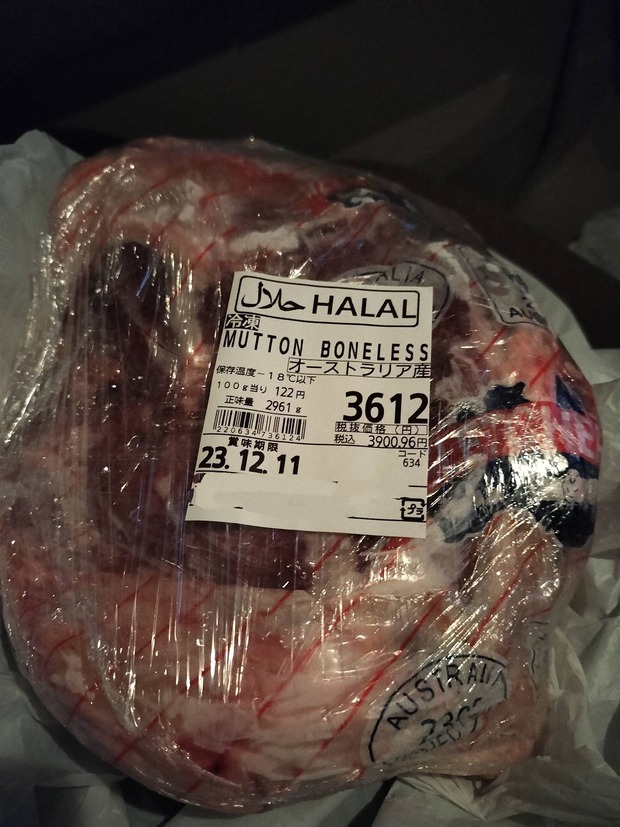 حلال HALAL
冷凍
MUTTON BONELESS
オーストラリア産
保存温度-18℃以下
100g当り 122円
正味量 2961g
3612
税抜価格(円)
税込 3900.96円
220634736124
賞味期限
23.12.11
コード
634
プラ
AUSTRALIA